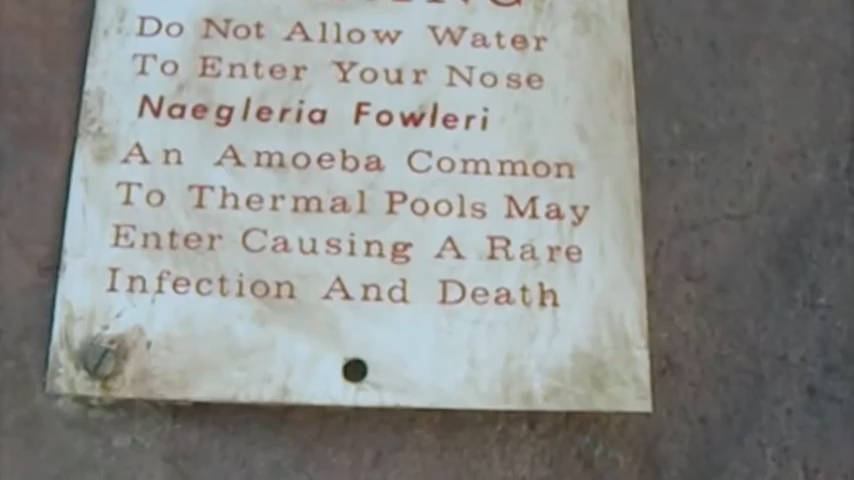 Do Not Allow Water
To Enter Your Nose
Naegleria Fowleri
An Amoeba Common
To Thermal Pools May
Enter Causing A Rare
Infection And Death